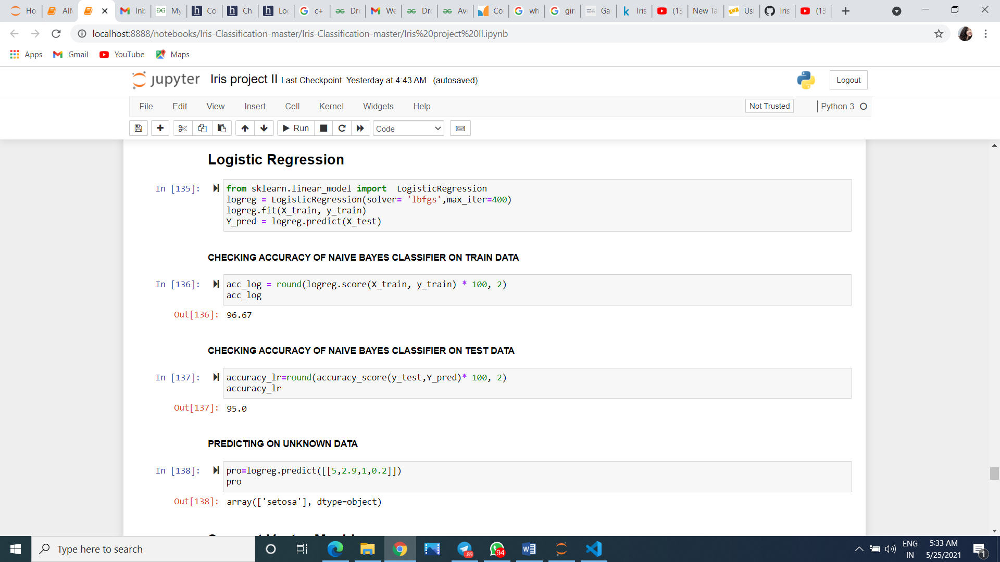 Ho
AIN
Inb
My
Co
Cha
Log
c+
Dro
We
Dro
Ave
Co
wh
gin
Ga
Iris
(13
New Ta
Usi
Iris
(13
localhost:8888/notebooks/Iris-Classification-master/Iris-Classification-master/Iris%20project%20II.ipynb
Apps Gmail YouTube Maps
jupyter Iris project II Last Checkpoint: Yesterday at 4:43 AM (autosaved) Logout
File Edit View Insert Cell Kernel Widgets Help Not Trusted Python 3
Run Code
Logistic Regression
In [135]: from sklearn.linear_model import  LogisticRegression
logreg = LogisticRegression(solver= 'lbfgs',max_iter=400)
logreg.fit(X_train, y_train)
Y_pred = logreg.predict(X_test)
CHECKING ACCURACY OF NAIVE BAYES CLASSIFIER ON TRAIN DATA
In [136]: acc_log = round(logreg.score(X_train, y_train) * 100, 2)
acc_log
Out[136]: 96.67
CHECKING ACCURACY OF NAIVE BAYES CLASSIFIER ON TEST DATA
In [137]: accuracy_lr=round(accuracy_score(y_test,Y_pred)* 100, 2)
accuracy_lr
Out[137]: 95.0
PREDICTING ON UNKNOWN DATA
In [138]: pro=logreg.predict([[5,2.9,1,0.2]])
pro
Out[138]: array(['setosa'], dtype=object)
Type here to search
..89
94
ENG
IN
5:33 AM
5/25/2021
1